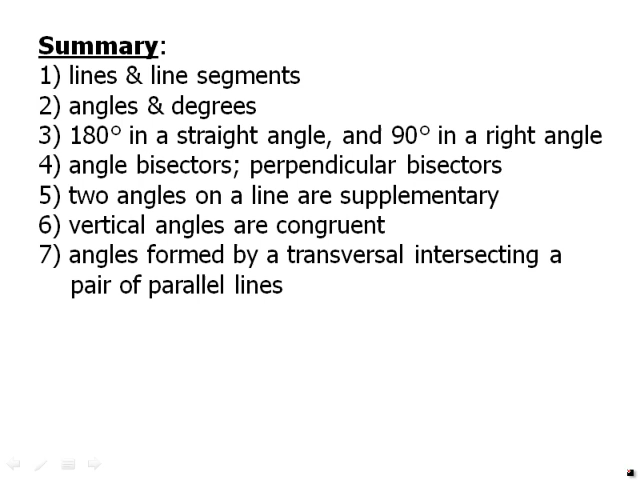 Summary:
1) lines & line segments
2) angles & degrees
3) 180° in a straight angle, and 90° in a right angle
4) angle bisectors; perpendicular bisectors
5) two angles on a line are supplementary
6) vertical angles are congruent
7) angles formed by a transversal intersecting a
pair of parallel lines